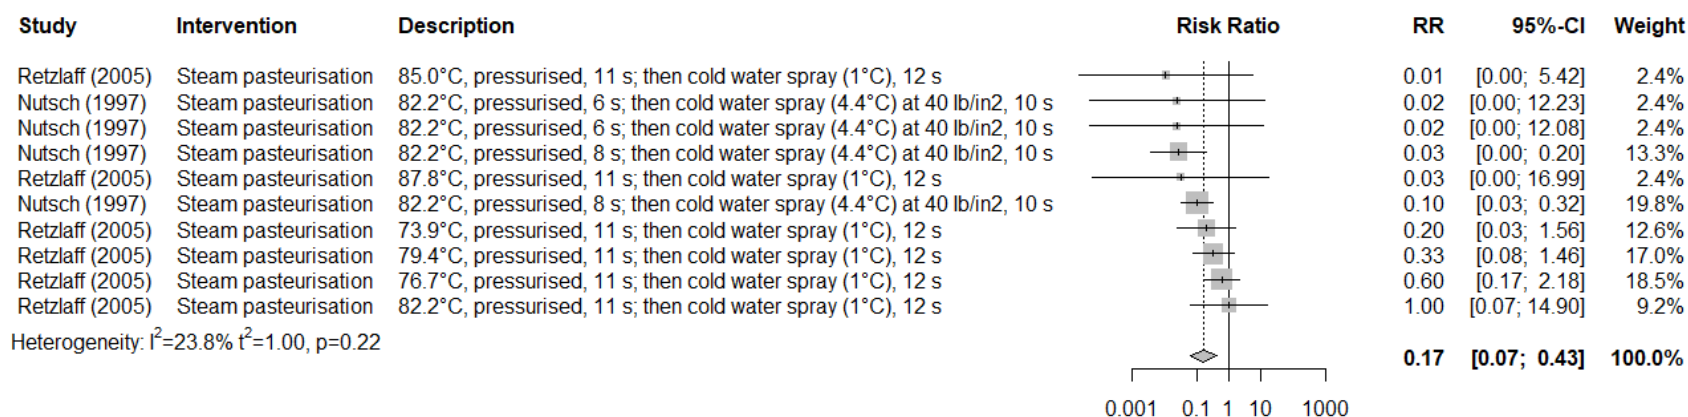 Study Intervention Description Risk Ratio RR 95%-CI Weight
Retzlaff (2005) Steam pasteurisation 85.0°C, pressurised, 11 s; then cold water spray (1°C), 12 s 0.01 [0.00; 5.42] 2.4%
Nutsch (1997) Steam pasteurisation 82.2°C, pressurised, 6 s; then cold water spray (4.4°C) at 40 lb/in2, 10 s 0.02 [0.00; 12.23] 2.4%
Nutsch (1997) Steam pasteurisation 82.2°C, pressurised, 6 s; then cold water spray (4.4°C) at 40 lb/in2, 10 s 0.02 [0.00; 12.08] 2.4%
Nutsch (1997) Steam pasteurisation 82.2°C, pressurised, 8 s; then cold water spray (4.4°C) at 40 lb/in2, 10 s 0.03 [0.00; 0.20] 13.3%
Retzlaff (2005) Steam pasteurisation 87.8°C, pressurised, 11 s; then cold water spray (1°C), 12 s 0.03 [0.00; 16.99] 2.4%
Nutsch (1997) Steam pasteurisation 82.2°C, pressurised, 8 s; then cold water spray (4.4°C) at 40 lb/in2, 10 s 0.10 [0.03; 0.32] 19.8%
Retzlaff (2005) Steam pasteurisation 73.9°C, pressurised, 11 s; then cold water spray (1°C), 12 s 0.20 [0.03; 1.56] 12.6%
Retzlaff (2005) Steam pasteurisation 79.4°C, pressurised, 11 s; then cold water spray (1°C), 12 s 0.33 [0.08; 1.46] 17.0%
Retzlaff (2005) Steam pasteurisation 76.7°C, pressurised, 11 s; then cold water spray (1°C), 12 s 0.60 [0.17; 2.18] 18.5%
Retzlaff (2005) Steam pasteurisation 82.2°C, pressurised, 11 s; then cold water spray (1°C), 12 s 1.00 [0.07; 14.90] 9.2%
Heterogeneity: I²=23.8% t²=1.00, p=0.22
0.17 [0.07; 0.43] 100.0%
0.001 0.1 1 10 1000